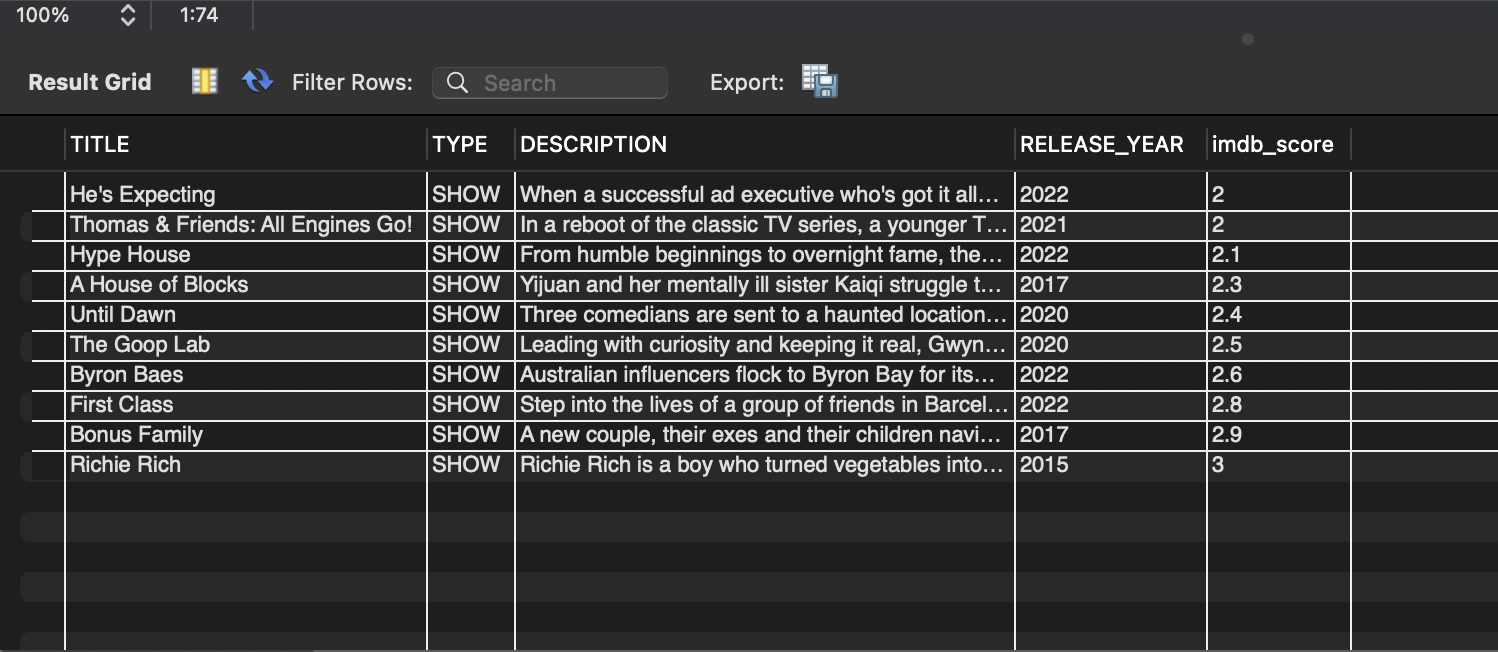 100% 1:74
Result Grid Filter Rows: Search Export:
TITLE TYPE DESCRIPTION RELEASE_YEAR imdb_score
He's Expecting SHOW When a successful ad executive who's got it all... 2022 2
Thomas & Friends: All Engines Go! SHOW In a reboot of the classic TV series, a younger T... 2021 2
Hype House SHOW From humble beginnings to overnight fame, the... 2022 2.1
A House of Blocks SHOW Yijuan and her mentally ill sister Kaiqi struggle t... 2017 2.3
Until Dawn SHOW Three comedians are sent to a haunted location... 2020 2.4
The Goop Lab SHOW Leading with curiosity and keeping it real, Gwyn... 2020 2.5
Byron Baes SHOW Australian influencers flock to Byron Bay for its... 2022 2.6
First Class SHOW Step into the lives of a group of friends in Barcel... 2022 2.8
Bonus Family SHOW A new couple, their exes and their children navi... 2017 2.9
Richie Rich SHOW Richie Rich is a boy who turned vegetables into... 2015 3